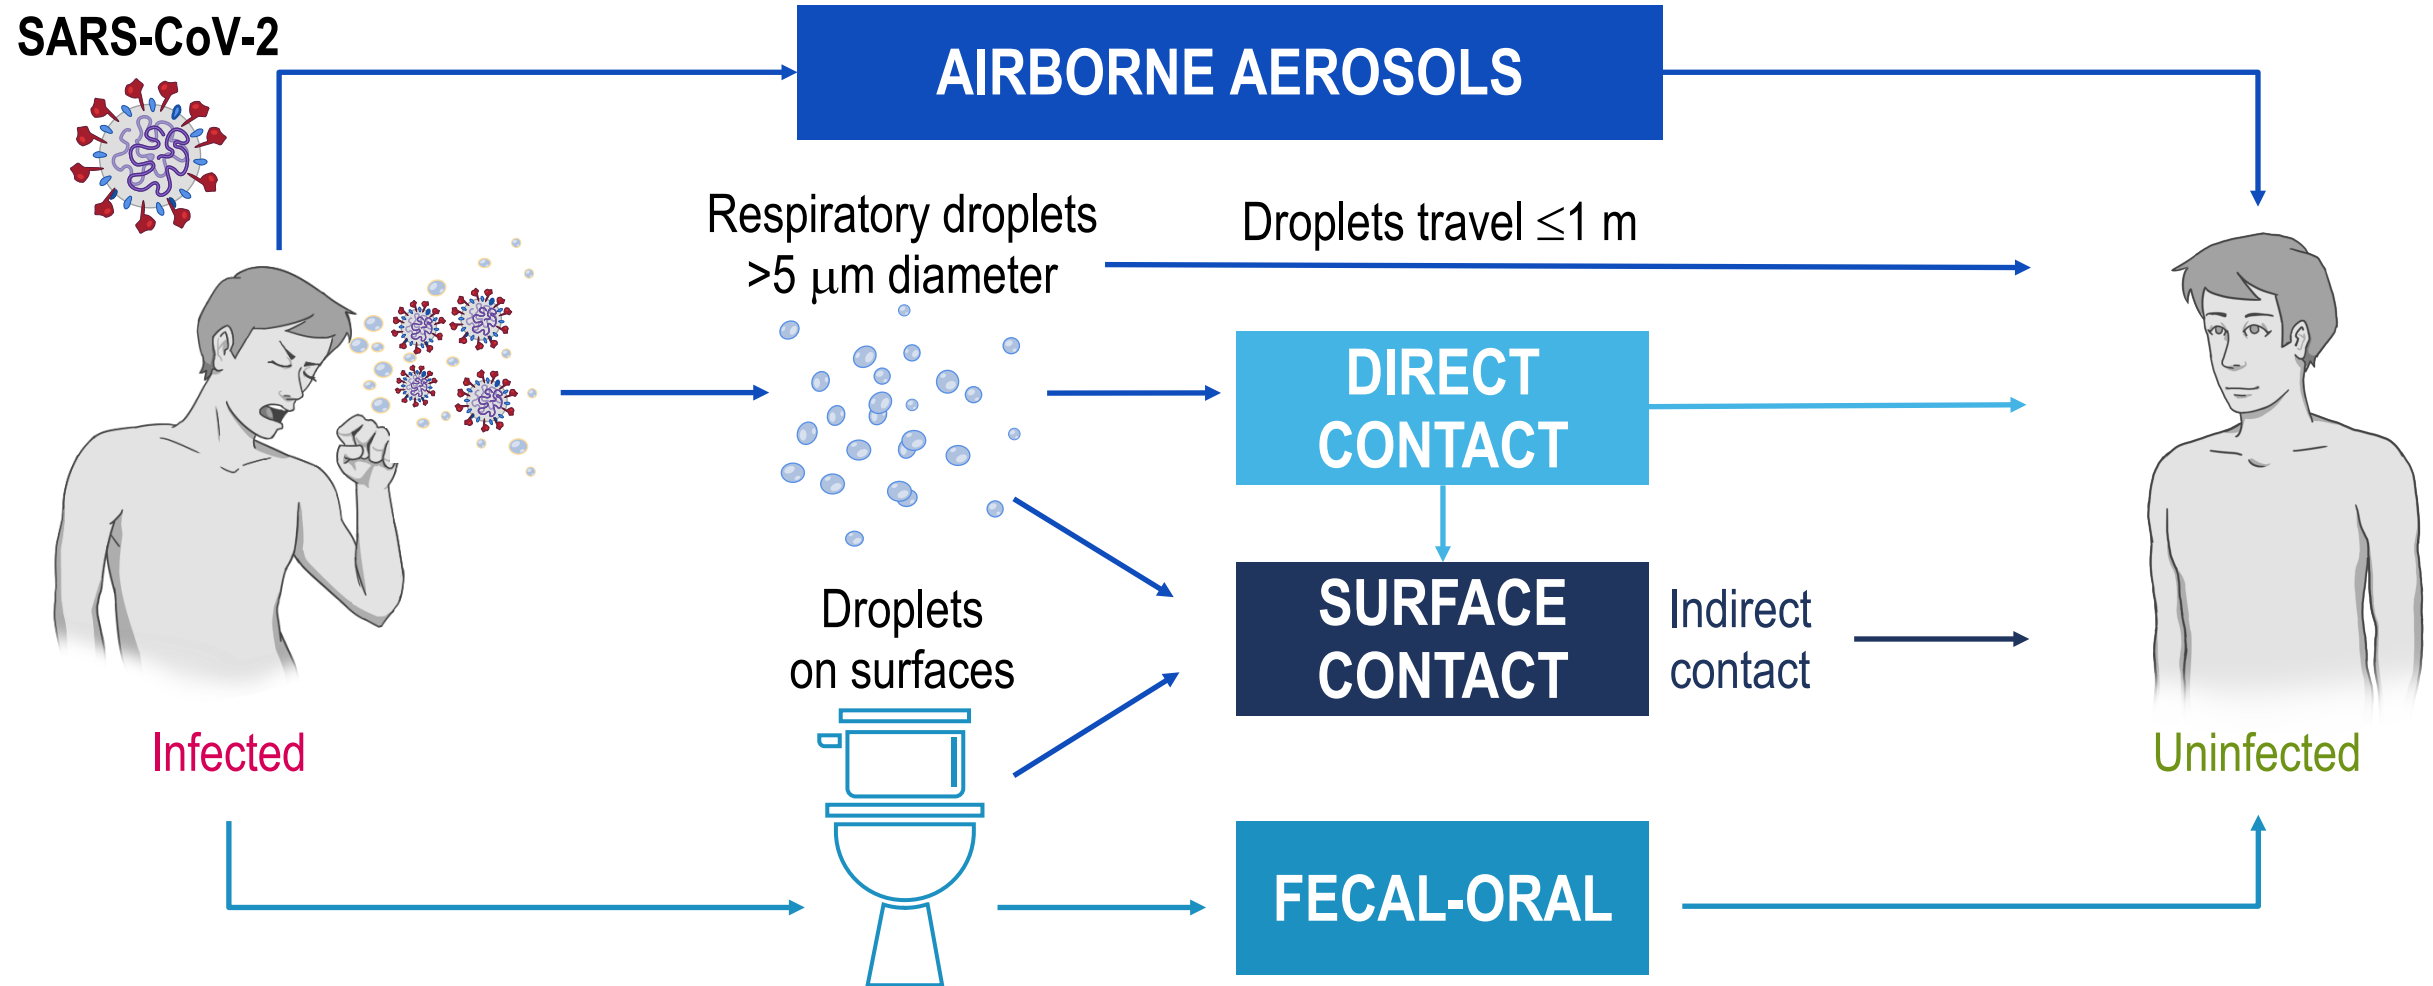 SARS-CoV-2
AIRBORNE AEROSOLS
Respiratory droplets
>5 μm diameter
Droplets travel ≤1 m
DIRECT
CONTACT
Droplets
on surfaces
SURFACE
CONTACT
Indirect
contact
Infected
Uninfected
FECAL-ORAL